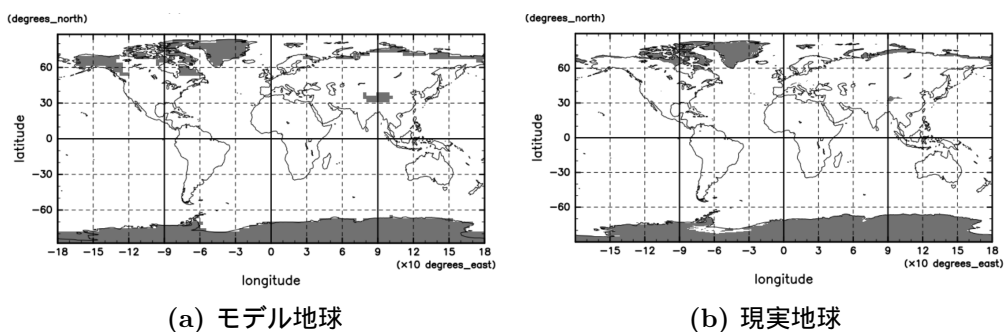 (degrees_north)
latitude
60
30
0
−30
−60
−18 −15 −12 −9 −6 −3 0 3 6 9 12 15 18
(×10 degrees_east)
longitude
(a) モデル地球
(degrees_north)
latitude
60
30
0
−30
−60
−18 −15 −12 −9 −6 −3 0 3 6 9 12 15 18
(×10 degrees_east)
longitude
(b) 現実地球